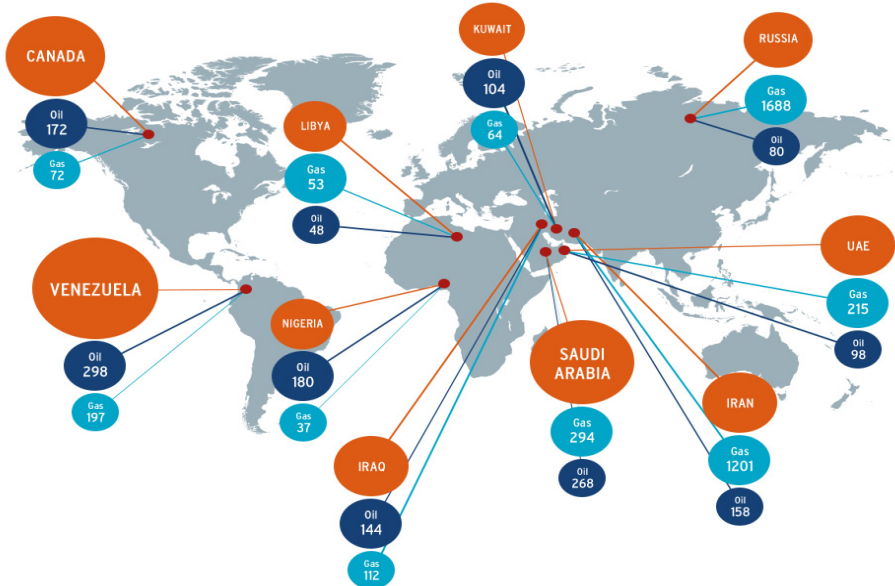 CANADA
Oil
172
Gas
72
LIBYA
Gas
53
Oil
48
KUWAIT
Oil
104
Gas
64
RUSSIA
Gas
1688
Oil
80
VENEZUELA
Oil
298
Gas
197
NIGERIA
Oil
180
Gas
37
IRAQ
Oil
144
Gas
112
SAUDI
ARABIA
Gas
294
Oil
268
UAE
Gas
215
Oil
98
IRAN
Gas
1201
Oil
158